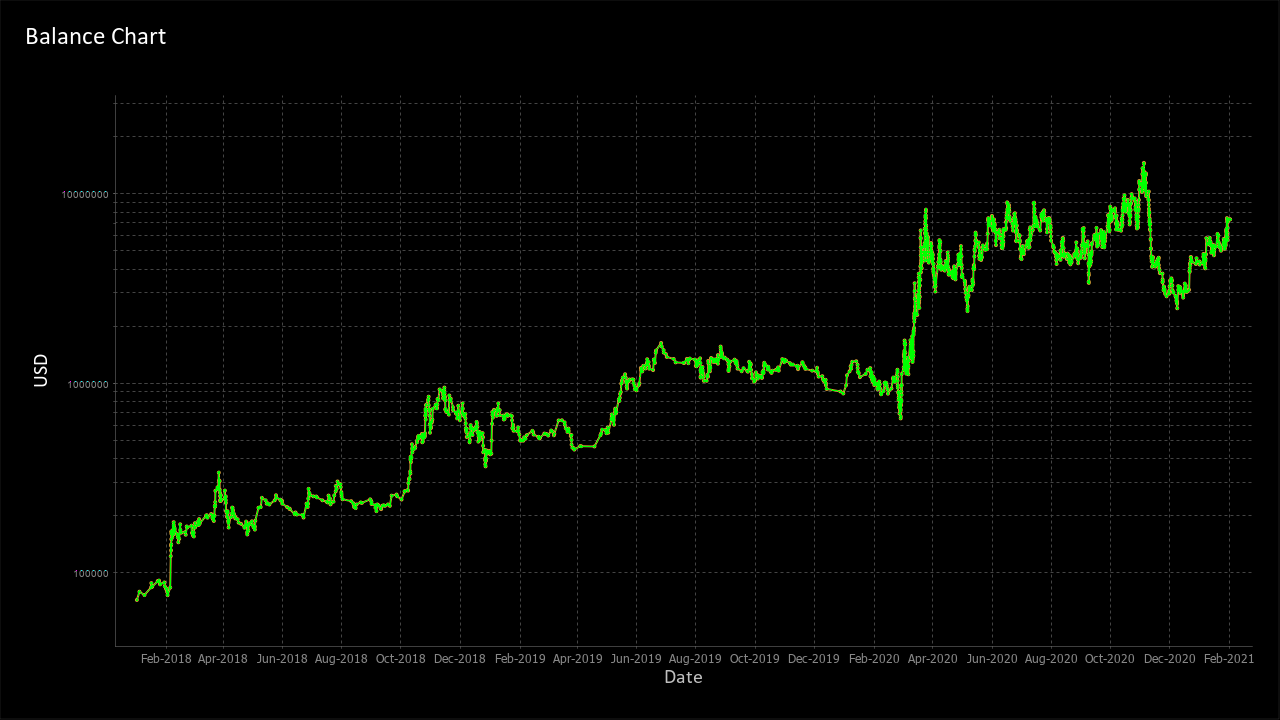 Balance Chart
10000000
1000000
100000
USD
Feb-2018 Apr-2018 Jun-2018 Aug-2018 Oct-2018 Dec-2018 Feb-2019 Apr-2019 Jun-2019 Aug-2019 Oct-2019 Dec-2019 Feb-2020 Apr-2020 Jun-2020 Aug-2020 Oct-2020 Dec-2020 Feb-2021
Date